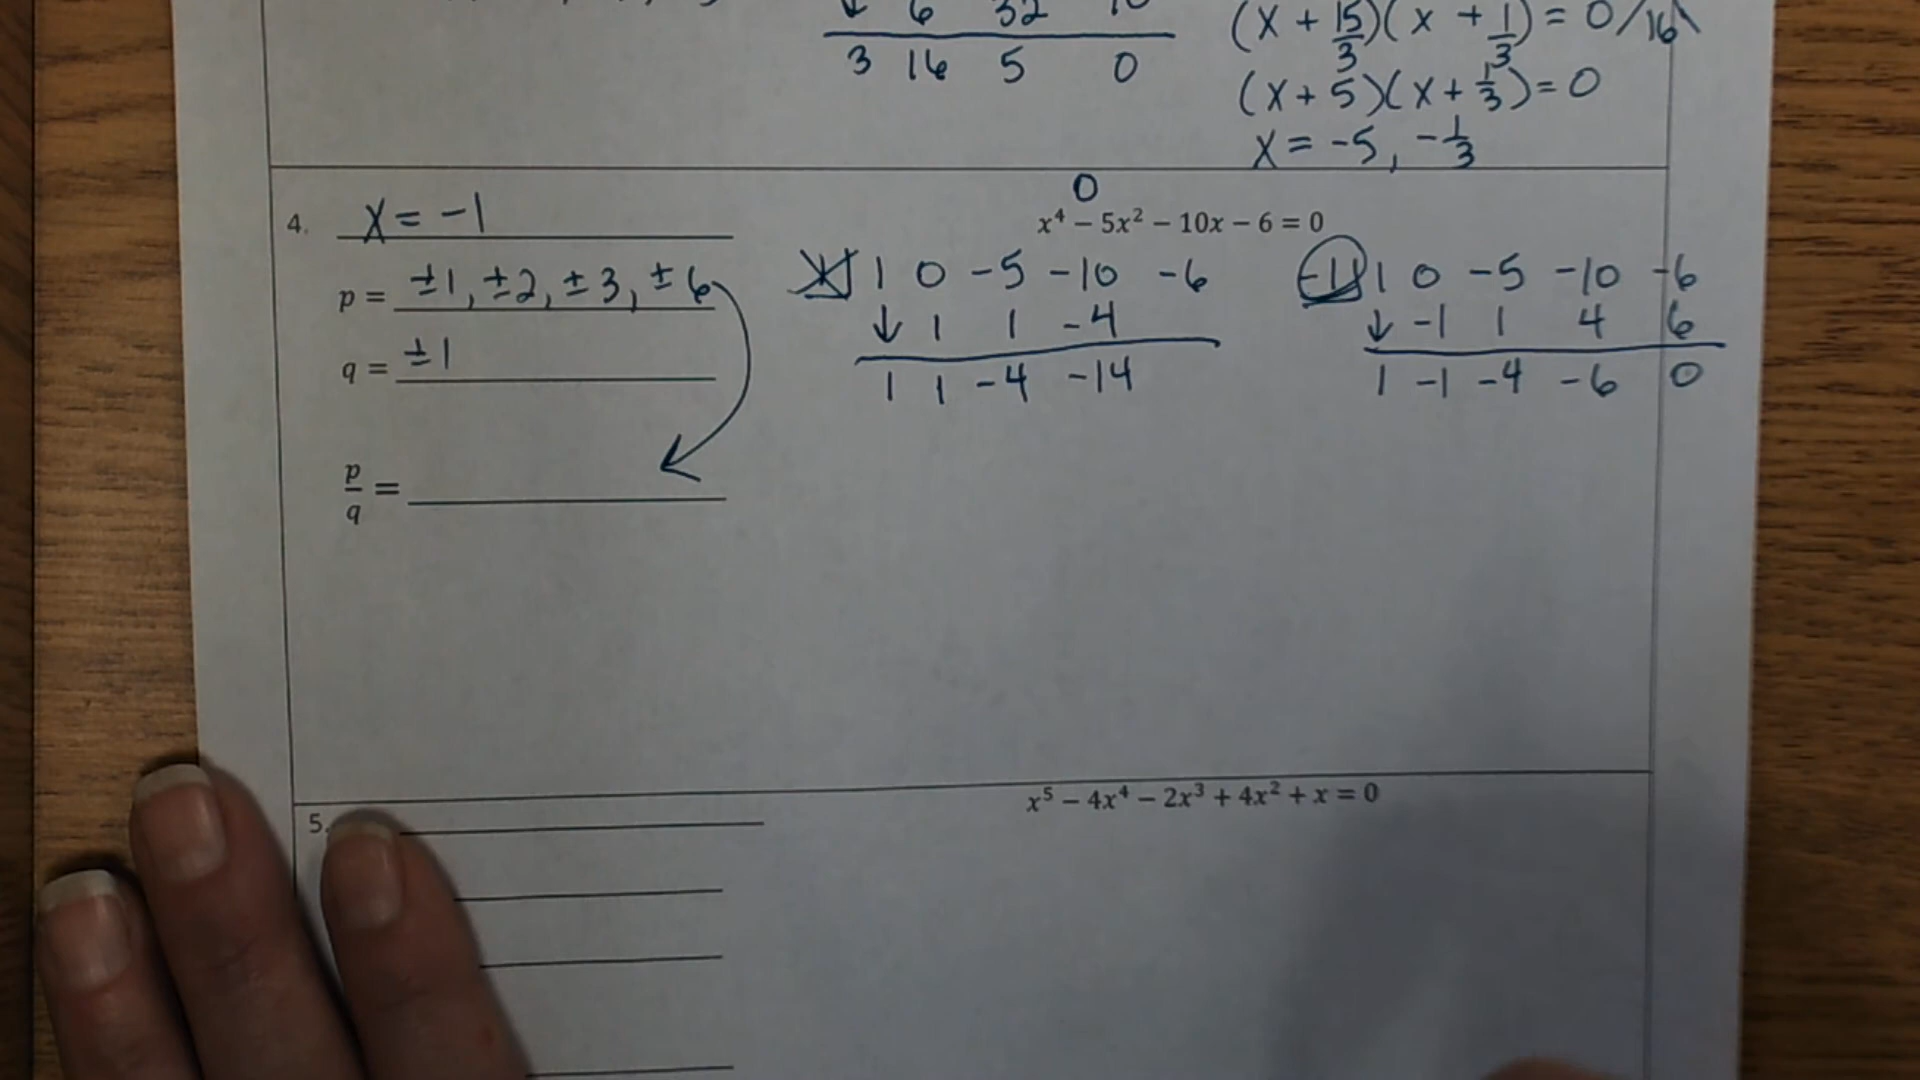 6 32
3 16 5 0
(x + 15/3)(x + 1/3) = 0
(x + 5)(x + 1/3) = 0
x = -5, -1/3
4. x = -1
0
x⁴ − 5x² − 10x − 6 = 0
p = ±1, ±2, ±3, ±6
q = ±1
p/q =
1 0 -5 -10 -6
↓ 1 1 -4
1 1 -4 -14
-1 1 0 -5 -10 -6
↓ -1 1 4 6
1 -1 -4 -6 0
5.
x⁵ − 4x⁴ − 2x³ + 4x² + x = 0